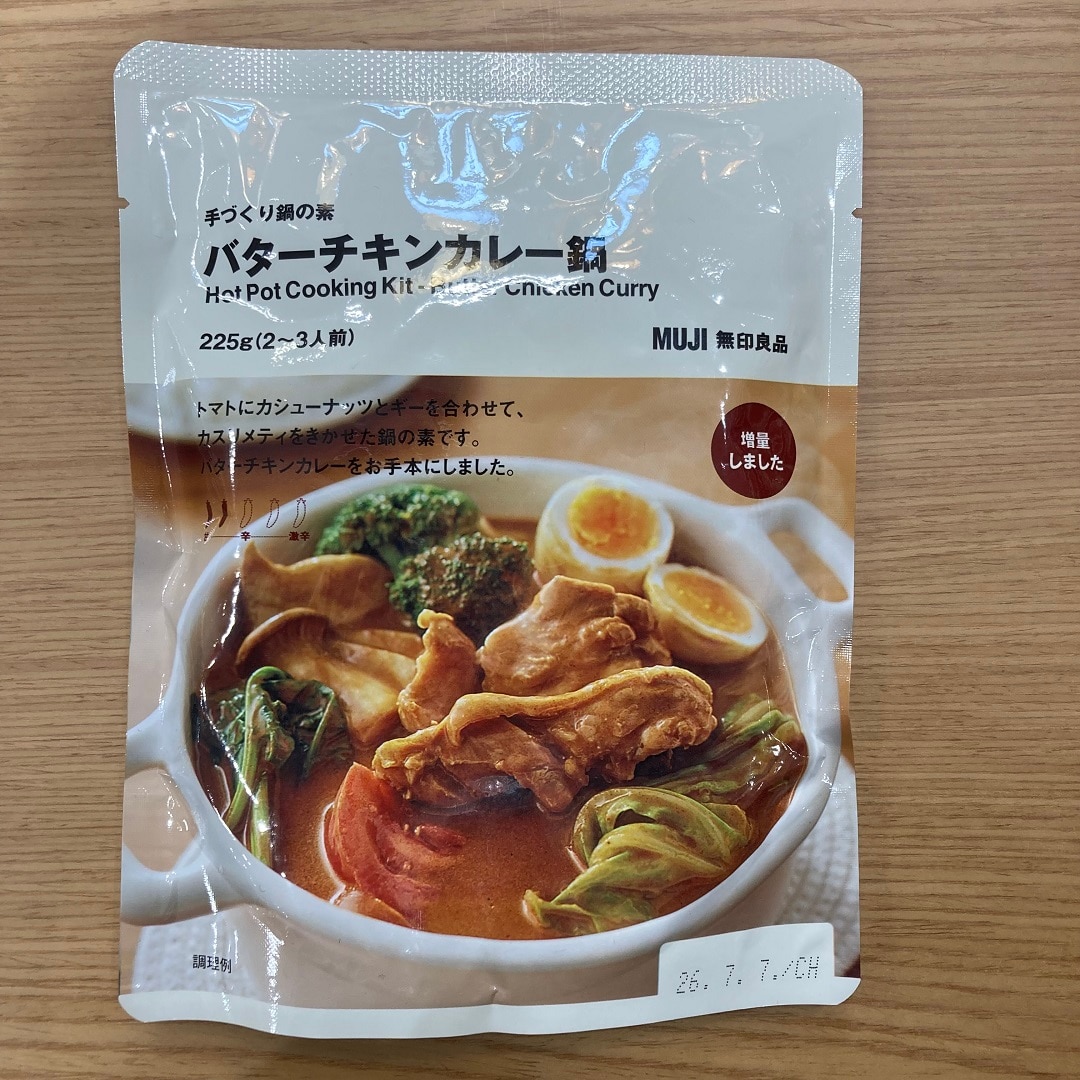 手づくり鍋の素
バターチキンカレー鍋
Hot Pot Cooking Kit - Butter Chicken Curry
225g(2〜3人前)
MUJI 無印良品
トマトにカシューナッツとギーを合わせて、
カスリメティをきかせた鍋の素です。
バターチキンカレーをお手本にしました。
増量
しました
辛 激辛
調理例
26. 7. 7./CH